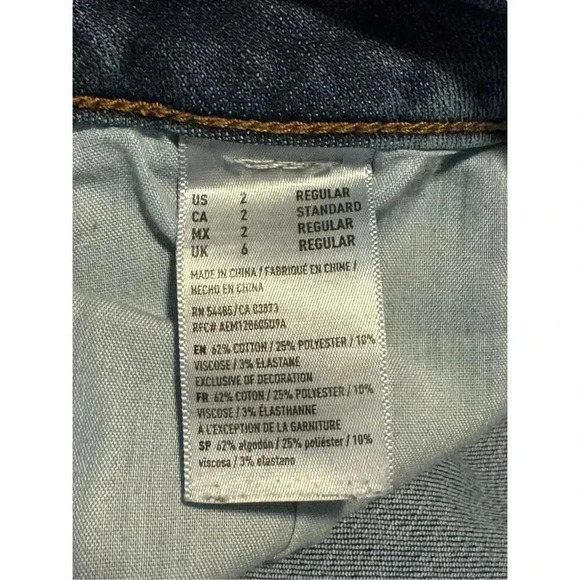 US 2 REGULAR
CA 2 STANDARD
MX 2 REGULAR
UK 6 REGULAR
MADE IN CHINA / FABRIQUÉ EN CHINE /
HECHO EN CHINA
RN 54485 / CA 03873
RFC# AEM120605U9A
EN 62% COTTON / 25% POLYESTER / 10%
VISCOSE / 3% ELASTANE
EXCLUSIVE OF DECORATION
FR 62% COTON / 25% POLYESTER / 10%
VISCOSE / 3% ÉLASTHANNE
À L'EXCEPTION DE LA GARNITURE
SP 62% algodón / 25% poliéster / 10%
viscosa / 3% elastano